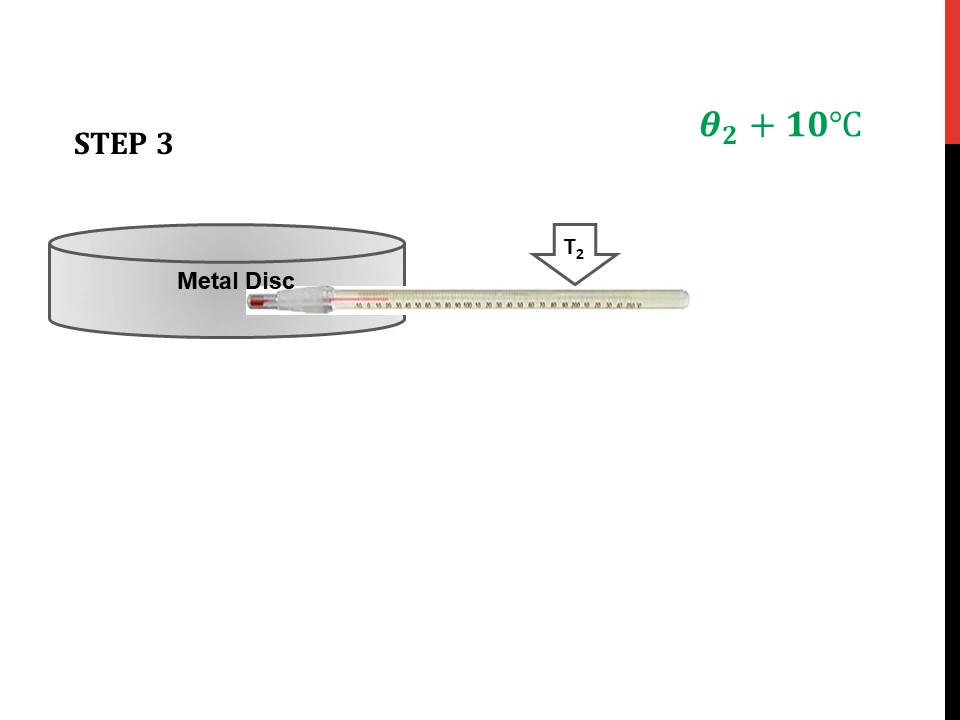 STEP 3
𝜽₂ + 𝟏𝟎℃
T₂
Metal Disc